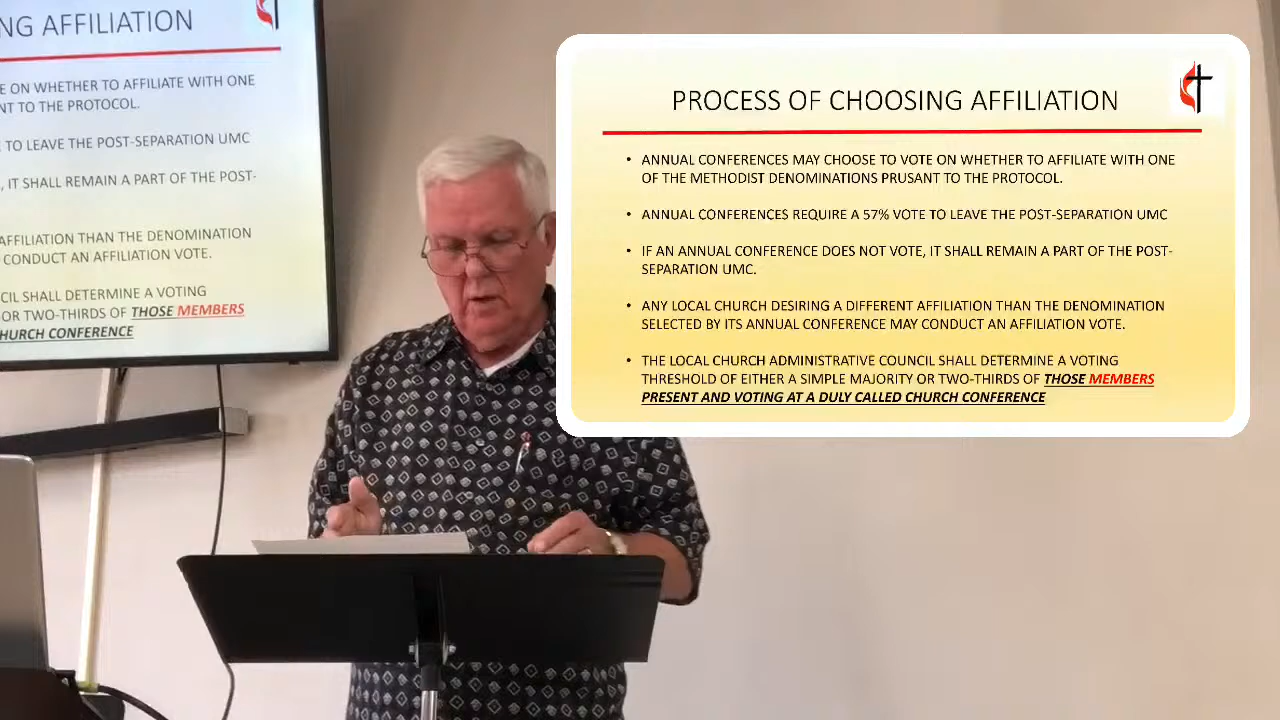 NG AFFILIATION
E ON WHETHER TO AFFILIATE WITH ONE
NT TO THE PROTOCOL.
TO LEAVE THE POST-SEPARATION UMC
, IT SHALL REMAIN A PART OF THE POST-
AFFILIATION THAN THE DENOMINATION
CONDUCT AN AFFILIATION VOTE.
CIL SHALL DETERMINE A VOTING
OR TWO-THIRDS OF THOSE MEMBERS
HURCH CONFERENCE
PROCESS OF CHOOSING AFFILIATION
• ANNUAL CONFERENCES MAY CHOOSE TO VOTE ON WHETHER TO AFFILIATE WITH ONE
OF THE METHODIST DENOMINATIONS PRUSANT TO THE PROTOCOL.
• ANNUAL CONFERENCES REQUIRE A 57% VOTE TO LEAVE THE POST-SEPARATION UMC
• IF AN ANNUAL CONFERENCE DOES NOT VOTE, IT SHALL REMAIN A PART OF THE POST-
SEPARATION UMC.
• ANY LOCAL CHURCH DESIRING A DIFFERENT AFFILIATION THAN THE DENOMINATION
SELECTED BY ITS ANNUAL CONFERENCE MAY CONDUCT AN AFFILIATION VOTE.
• THE LOCAL CHURCH ADMINISTRATIVE COUNCIL SHALL DETERMINE A VOTING
THRESHOLD OF EITHER A SIMPLE MAJORITY OR TWO-THIRDS OF THOSE MEMBERS
PRESENT AND VOTING AT A DULY CALLED CHURCH CONFERENCE